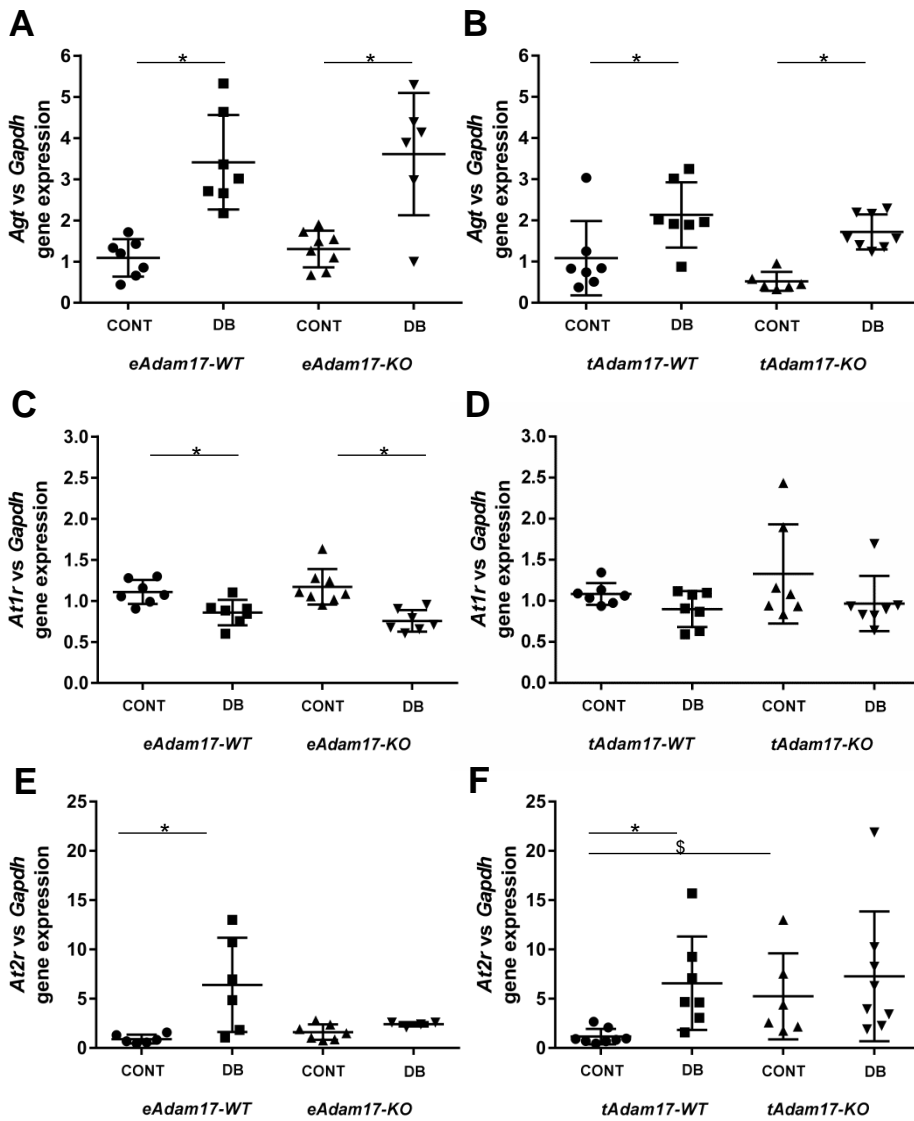 A
Agt vs Gapdh
gene expression
6
5
4
3
2
1
0
*
*
CONT
DB
CONT
DB
eAdam17-WT
eAdam17-KO
B
Agt vs Gapdh
gene expression
6
5
4
3
2
1
0
*
*
CONT
DB
CONT
DB
tAdam17-WT
tAdam17-KO
C
At1r vs Gapdh
gene expression
3.0
2.5
2.0
1.5
1.0
0.5
0.0
*
*
CONT
DB
CONT
DB
eAdam17-WT
eAdam17-KO
D
At1r vs Gapdh
gene expression
3.0
2.5
2.0
1.5
1.0
0.5
0.0
CONT
DB
CONT
DB
tAdam17-WT
tAdam17-KO
E
At2r vs Gapdh
gene expression
25
20
15
10
5
0
*
CONT
DB
CONT
DB
eAdam17-WT
eAdam17-KO
F
At2r vs Gapdh
gene expression
25
20
15
10
5
0
*
$
CONT
DB
CONT
DB
tAdam17-WT
tAdam17-KO